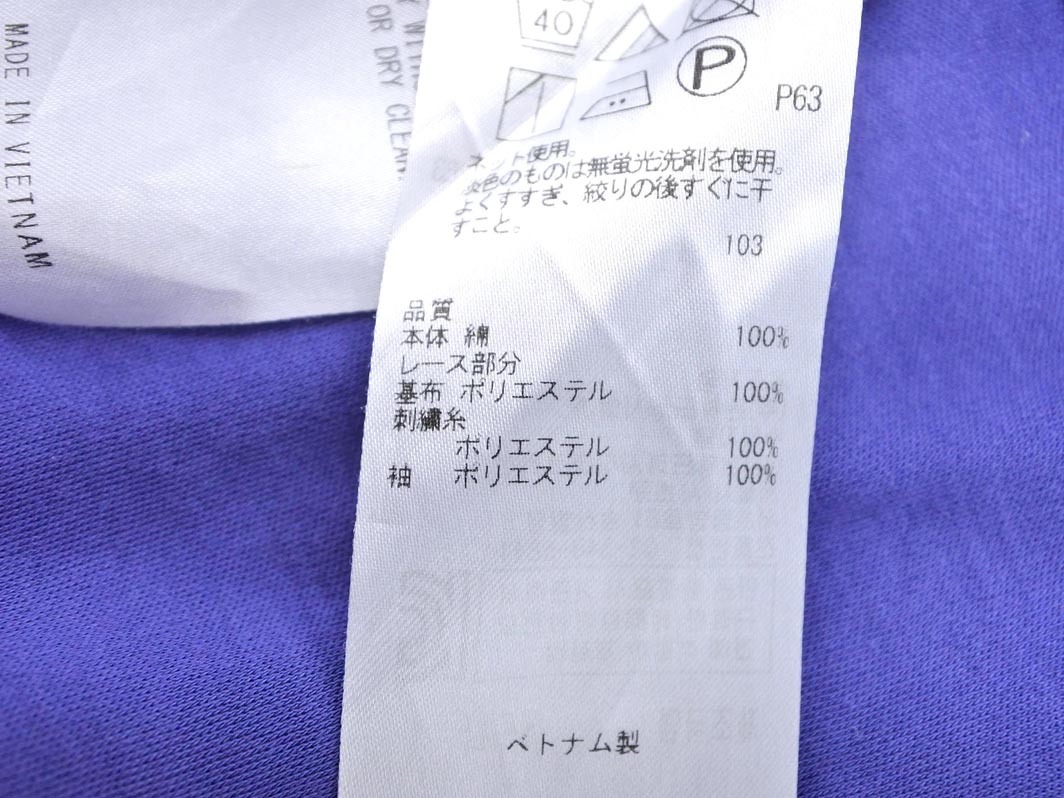 MADE IN VIETNAM
OR DRY CLEAN
40
P
P63
ネット使用。
淡色のものは無蛍光洗剤を使用。
よくすすぎ、絞りの後すぐに干
すこと。
103
品質
本体 綿 100%
レース部分
基布 ポリエステル 100%
刺繍糸
ポリエステル 100%
袖 ポリエステル 100%
ベトナム製